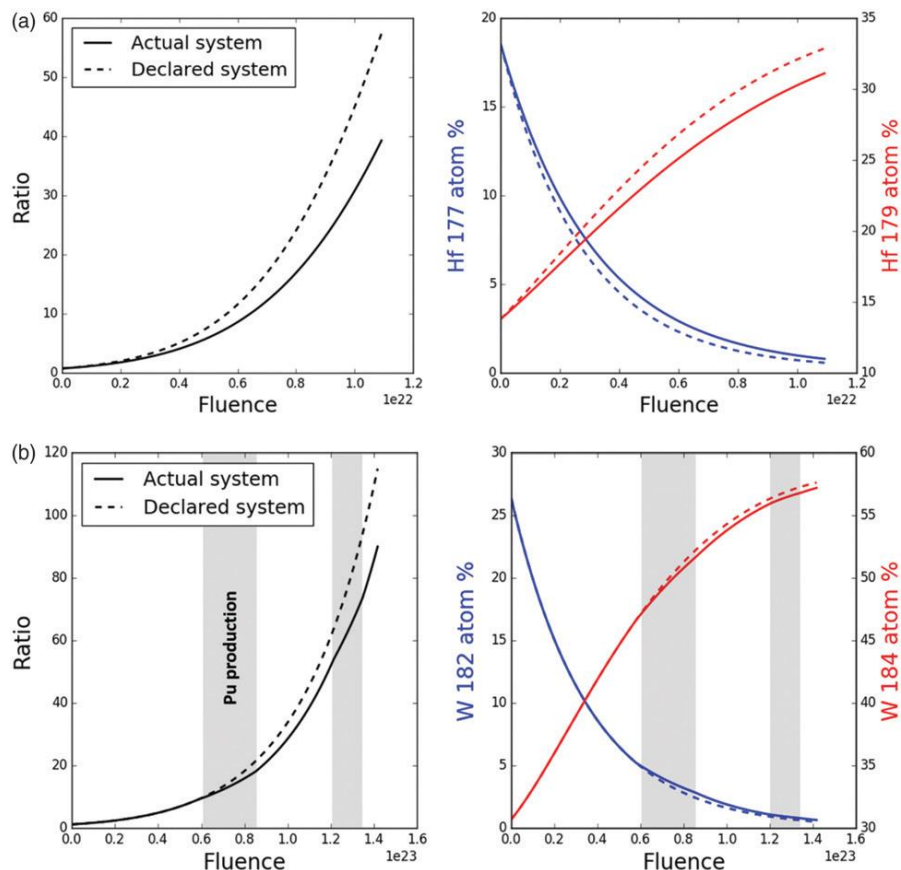 (a)
60
50
40
30
20
10
0
Ratio
Actual system
Declared system
0.0 0.2 0.4 0.6 0.8 1.0 1.2
1e22
Fluence
20
15
10
5
0
Hf 177 atom %
35
30
25
20
15
10
Hf 179 atom %
0.0 0.2 0.4 0.6 0.8 1.0 1.2
1e22
Fluence
(b)
120
100
80
60
40
20
0
Ratio
Actual system
Declared system
Pu production
0.0 0.2 0.4 0.6 0.8 1.0 1.2 1.4 1.6
1e23
Fluence
30
25
20
15
10
5
0
W 182 atom %
60
55
50
45
40
35
30
W 184 atom %
0.0 0.2 0.4 0.6 0.8 1.0 1.2 1.4 1.6
1e23
Fluence